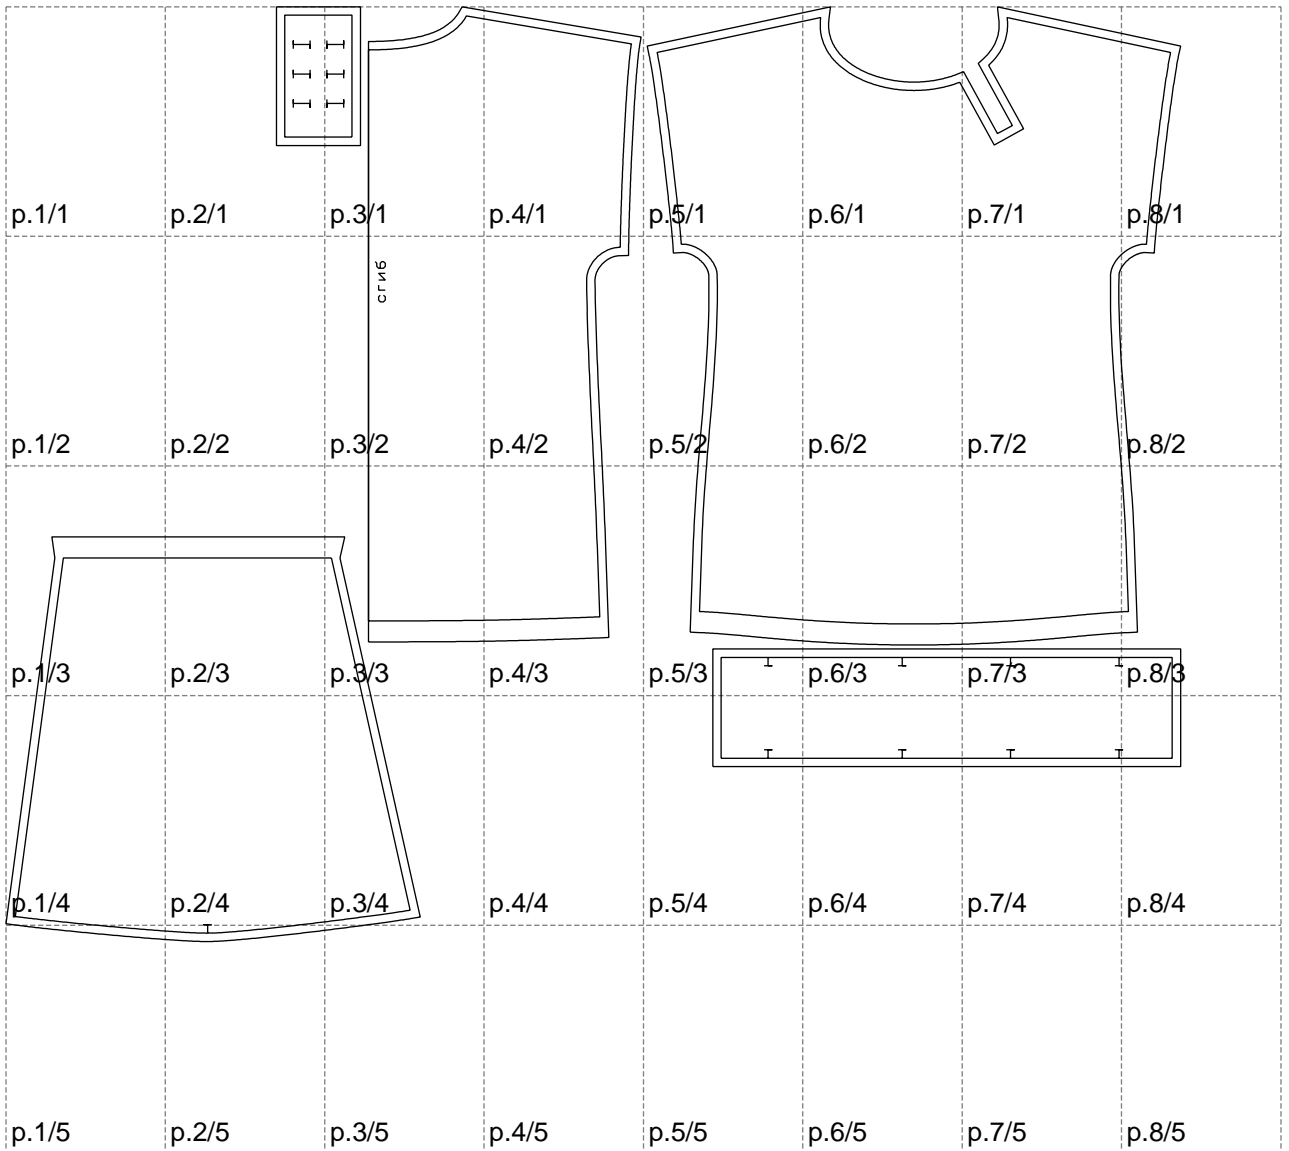 p.1/1 p.2/1 p.3/1 p.4/1 p.5/1 p.6/1 p.7/1 p.8/1
сгиб
p.1/2 p.2/2 p.3/2 p.4/2 p.5/2 p.6/2 p.7/2 p.8/2
p.1/3 p.2/3 p.3/3 p.4/3 p.5/3 p.6/3 p.7/3 p.8/3
p.1/4 p.2/4 p.3/4 p.4/4 p.5/4 p.6/4 p.7/4 p.8/4
p.1/5 p.2/5 p.3/5 p.4/5 p.5/5 p.6/5 p.7/5 p.8/5